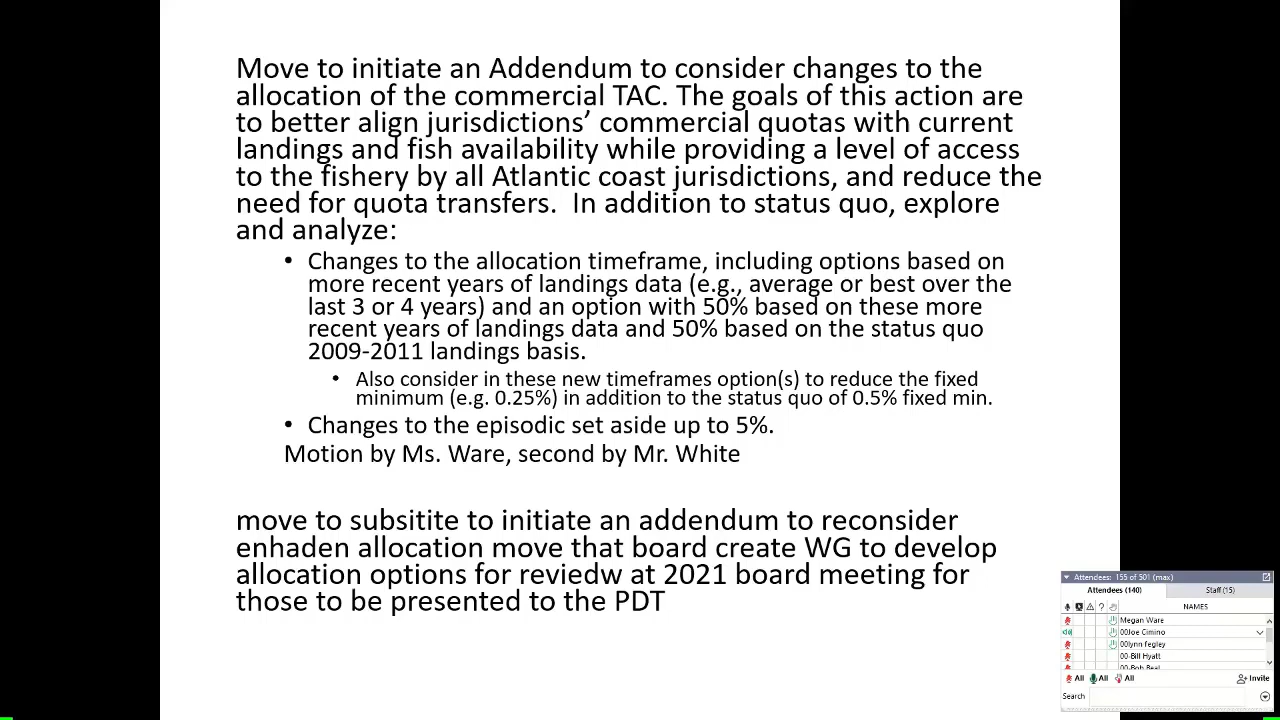 Move to initiate an Addendum to consider changes to the
allocation of the commercial TAC. The goals of this action are
to better align jurisdictions’ commercial quotas with current
landings and fish availability while providing a level of access
to the fishery by all Atlantic coast jurisdictions, and reduce the
need for quota transfers. In addition to status quo, explore
and analyze:
• Changes to the allocation timeframe, including options based on
more recent years of landings data (e.g., average or best over the
last 3 or 4 years) and an option with 50% based on these more
recent years of landings data and 50% based on the status quo
2009-2011 landings basis.
• Also consider in these new timeframes option(s) to reduce the fixed
minimum (e.g. 0.25%) in addition to the status quo of 0.5% fixed min.
• Changes to the episodic set aside up to 5%.
Motion by Ms. Ware, second by Mr. White
move to subsitite to initiate an addendum to reconsider
enhaden allocation move that board create WG to develop
allocation options for reviedw at 2021 board meeting for
those to be presented to the PDT
Attendees: 155 of 501 (max)
Attendees (140) Staff (15)
NAMES
Megan Ware
00Joe Cimino
00lynn fegley
00-Bill Hyatt
00-Bob Beal
All All All Invite
Search